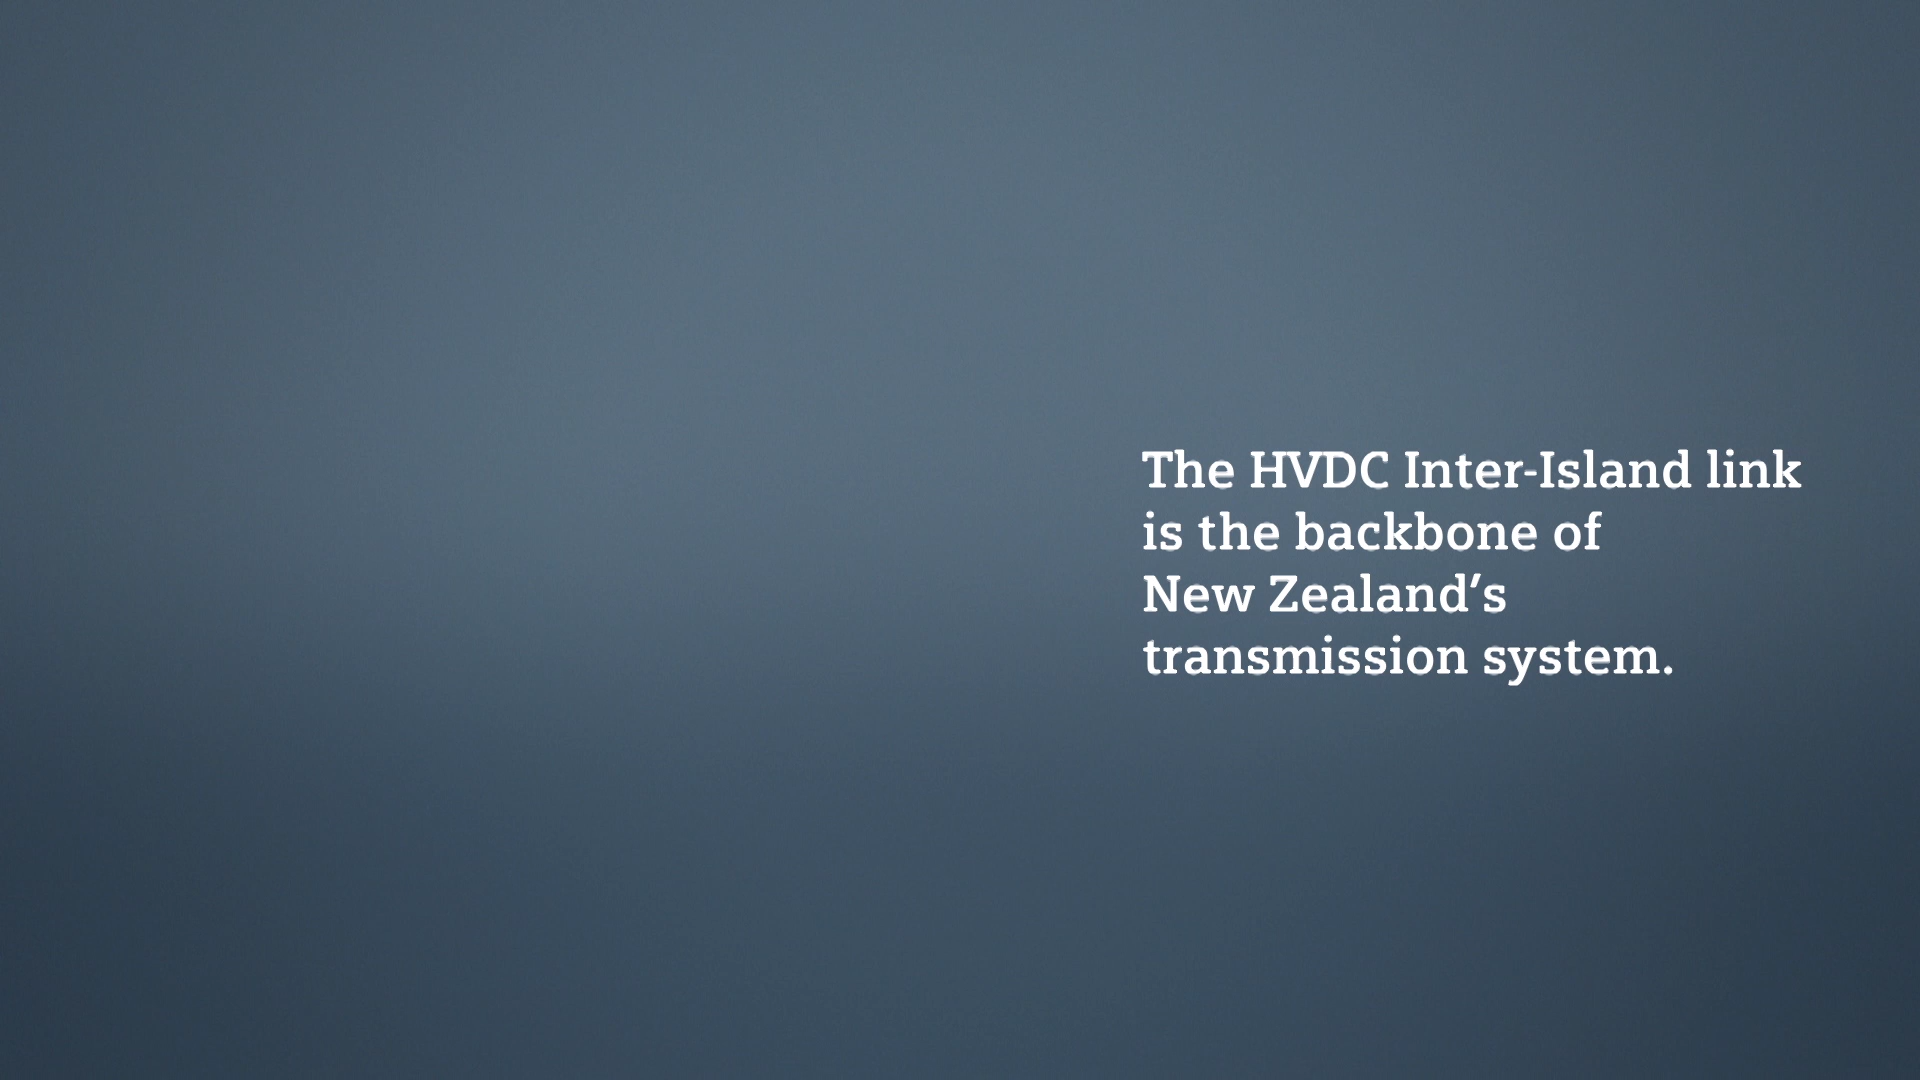 The HVDC Inter-Island link
is the backbone of
New Zealand’s
transmission system.